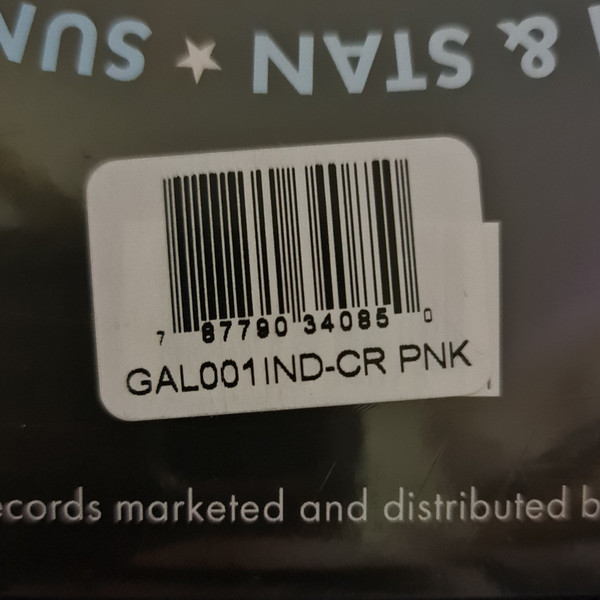 & STAN ★ SUN
7 87790 34085 0
GAL001IND-CR PNK
ecords marketed and distributed b